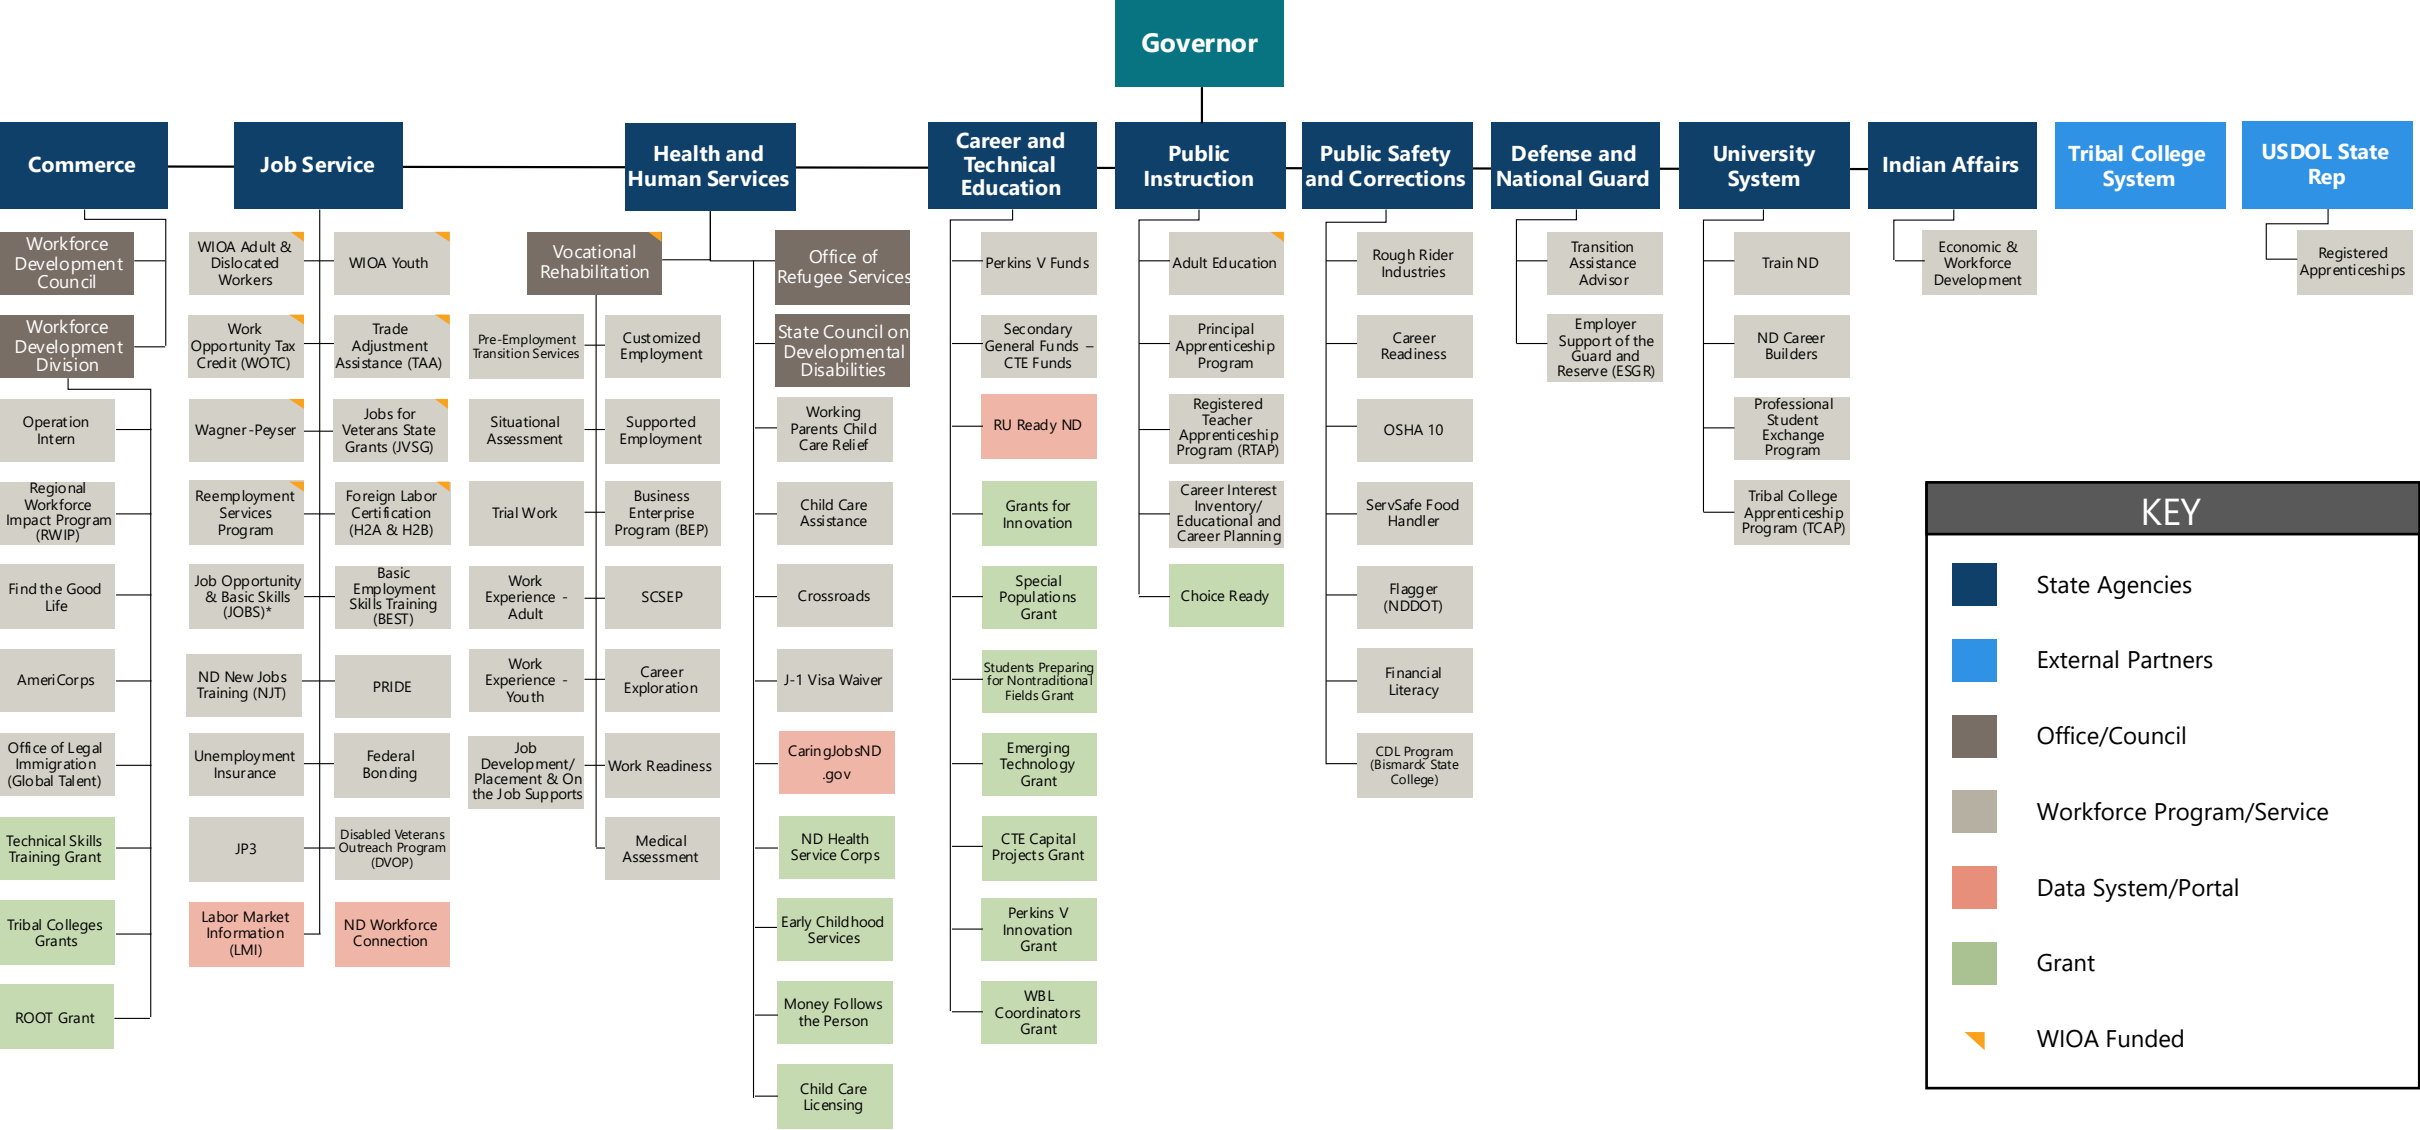 Governor
Commerce
Job Service
Health and
Human Services
Career and
Technical
Education
Public
Instruction
Public Safety
and Corrections
Defense and
National Guard
University
System
Indian Affairs
Tribal College
System
USDOL State
Rep
Workforce
Development
Council
Workforce
Development
Division
Operation
Intern
Regional
Workforce
Impact Program
(RWIP)
Find the Good
Life
AmeriCorps
Office of Legal
Immigration
(Global Talent)
Technical Skills
Training Grant
Tribal Colleges
Grants
ROOT Grant
WIOA Adult &
Dislocated
Workers
WIOA Youth
Work
Opportunity Tax
Credit (WOTC)
Trade
Adjustment
Assistance (TAA)
Wagner-Peyser
Jobs for
Veterans State
Grants (JVSG)
Reemployment
Services
Program
Foreign Labor
Certification
(H2A & H2B)
Job Opportunity
& Basic Skills
(JOBS)*
Basic
Employment
Skills Training
(BEST)
ND New Jobs
Training (NJT)
PRIDE
Unemployment
Insurance
Federal
Bonding
JP3
Disabled Veterans
Outreach Program
(DVOP)
Labor Market
Information
(LMI)
ND Workforce
Connection
Vocational
Rehabilitation
Pre-Employment
Transition Services
Customized
Employment
Situational
Assessment
Supported
Employment
Trial Work
Business
Enterprise
Program (BEP)
Work
Experience -
Adult
SCSEP
Work
Experience -
Youth
Career
Exploration
Job
Development/
Placement & On
the Job Supports
Work Readiness
Medical
Assessment
Office of
Refugee Services
State Council on
Developmental
Disabilities
Working
Parents Child
Care Relief
Child Care
Assistance
Crossroads
J-1 Visa Waiver
CaringJobsND
.gov
ND Health
Service Corps
Early Childhood
Services
Money Follows
the Person
Child Care
Licensing
Perkins V Funds
Secondary
General Funds –
CTE Funds
RU Ready ND
Grants for
Innovation
Special
Populations
Grant
Students Preparing
for Nontraditional
Fields Grant
Emerging
Technology
Grant
CTE Capital
Projects Grant
Perkins V
Innovation
Grant
WBL
Coordinators
Grant
Adult Education
Principal
Apprenticeship
Program
Registered
Teacher
Apprenticeship
Program (RTAP)
Career Interest
Inventory/
Educational and
Career Planning
Choice Ready
Rough Rider
Industries
Career
Readiness
OSHA 10
ServSafe Food
Handler
Flagger
(NDDOT)
Financial
Literacy
CDL Program
(Bismarck State
College)
Transition
Assistance
Advisor
Employer
Support of the
Guard and
Reserve (ESGR)
Train ND
ND Career
Builders
Professional
Student
Exchange
Program
Tribal College
Apprenticeship
Program (TCAP)
Economic &
Workforce
Development
Registered
Apprenticeships
KEY
State Agencies
External Partners
Office/Council
Workforce Program/Service
Data System/Portal
Grant
WIOA Funded